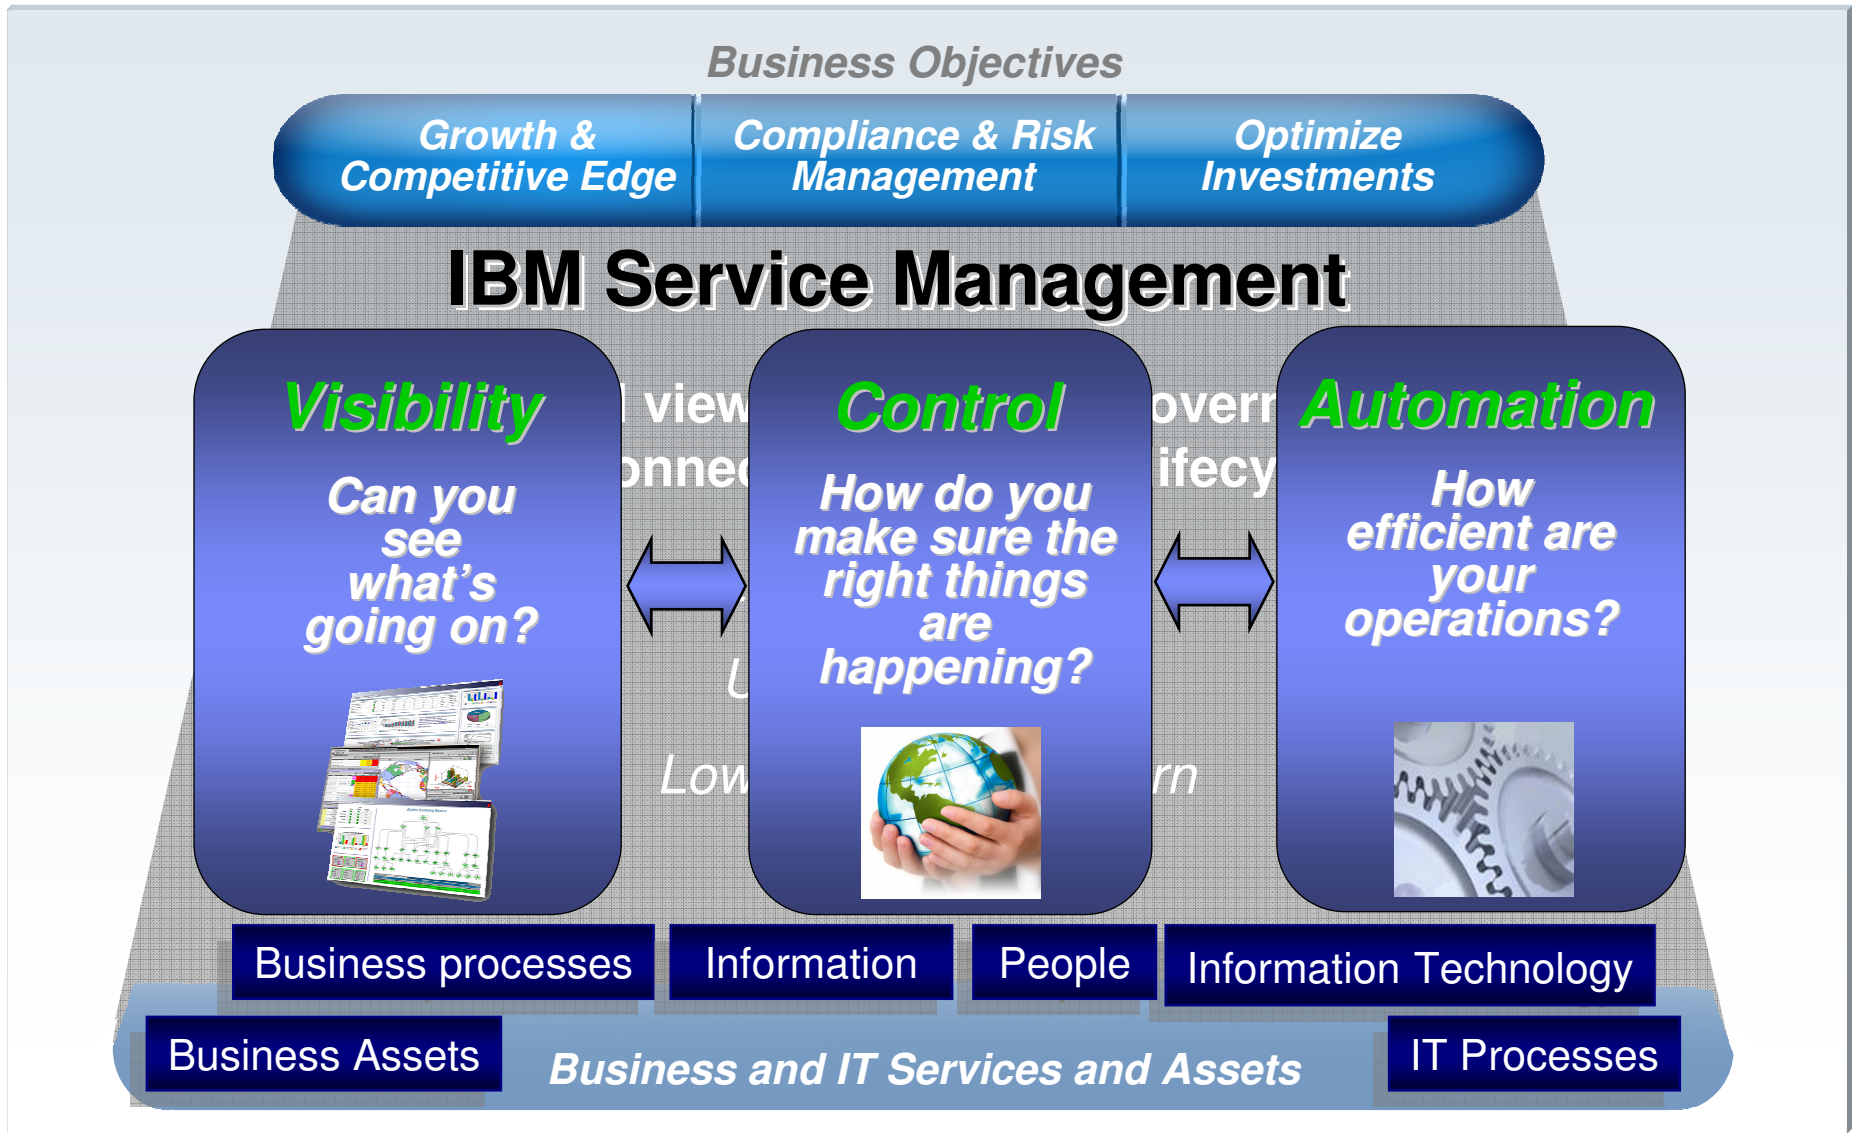 Business Objectives
Growth &
Competitive Edge
Compliance & Risk
Management
Optimize
Investments
IBM Service Management
Visibility
Can you
see
what's
going on?
view
Control
How do you
make sure the
right things
are
happening?
Automation
How
efficient are
your
operations?
Business processes
Information
People
Information Technology
Business Assets
Business and IT Services and Assets
IT Processes